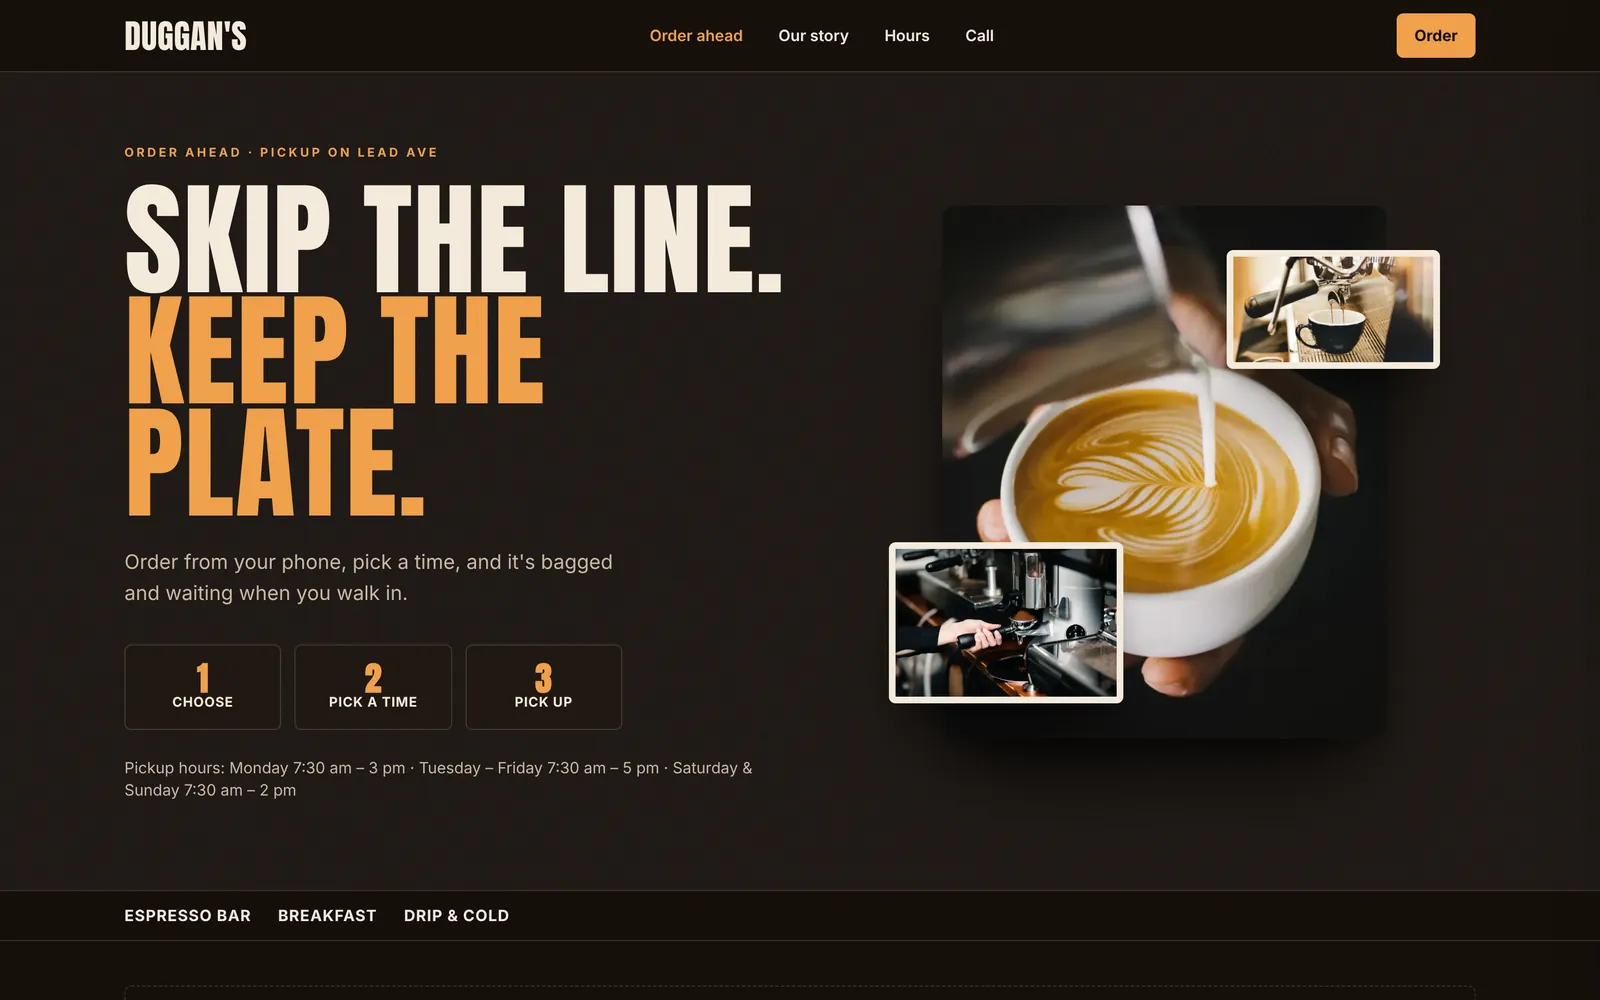 DUGGAN'S
Order ahead
Our story
Hours
Call
Order
ORDER AHEAD · PICKUP ON LEAD AVE
SKIP THE LINE.
KEEP THE
PLATE.
Order from your phone, pick a time, and it's bagged
and waiting when you walk in.
1
CHOOSE
2
PICK A TIME
3
PICK UP
Pickup hours: Monday 7:30 am – 3 pm · Tuesday – Friday 7:30 am – 5 pm · Saturday &
Sunday 7:30 am – 2 pm
ESPRESSO BAR
BREAKFAST
DRIP & COLD